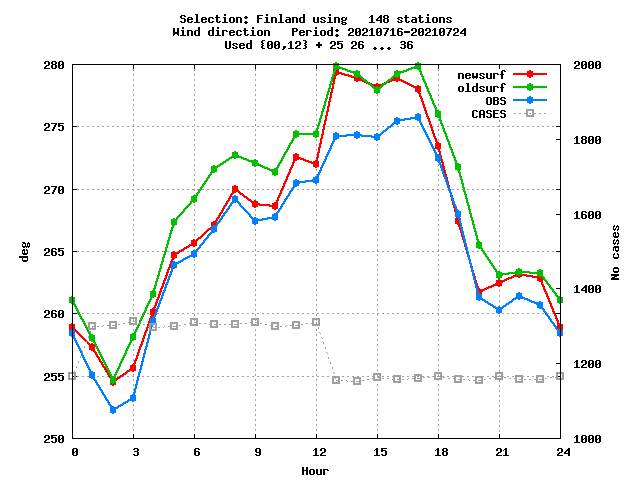 Selection: Finland using   148 stations
Wind direction   Period: 20210716-20210724
Used {00,12} + 25 26 ... 36
280 2000
newsurf
oldsurf
OBS
CASES
275 1800
270 1600
265
deg No cases
1400
260
1200
255
250 1000
0 3 6 9 12 15 18 21 24
Hour